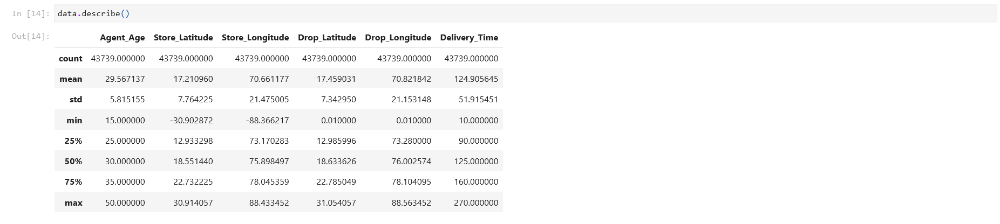 In [14]: data.describe()
Out[14]:
Agent_Age Store_Latitude Store_Longitude Drop_Latitude Drop_Longitude Delivery_Time
count 43739.000000 43739.000000 43739.000000 43739.000000 43739.000000 43739.000000
mean 29.567137 17.210960 70.661177 17.459031 70.821842 124.905645
std 5.815155 7.764225 21.475005 7.342950 21.153148 51.915451
min 15.000000 -30.902872 -88.366217 0.010000 0.010000 10.000000
25% 25.000000 12.933298 73.170283 12.985996 73.280000 90.000000
50% 30.000000 18.551440 75.898497 18.633626 76.002574 125.000000
75% 35.000000 22.732225 78.045359 22.785049 78.104095 160.000000
max 50.000000 30.914057 88.433452 31.054057 88.563452 270.000000